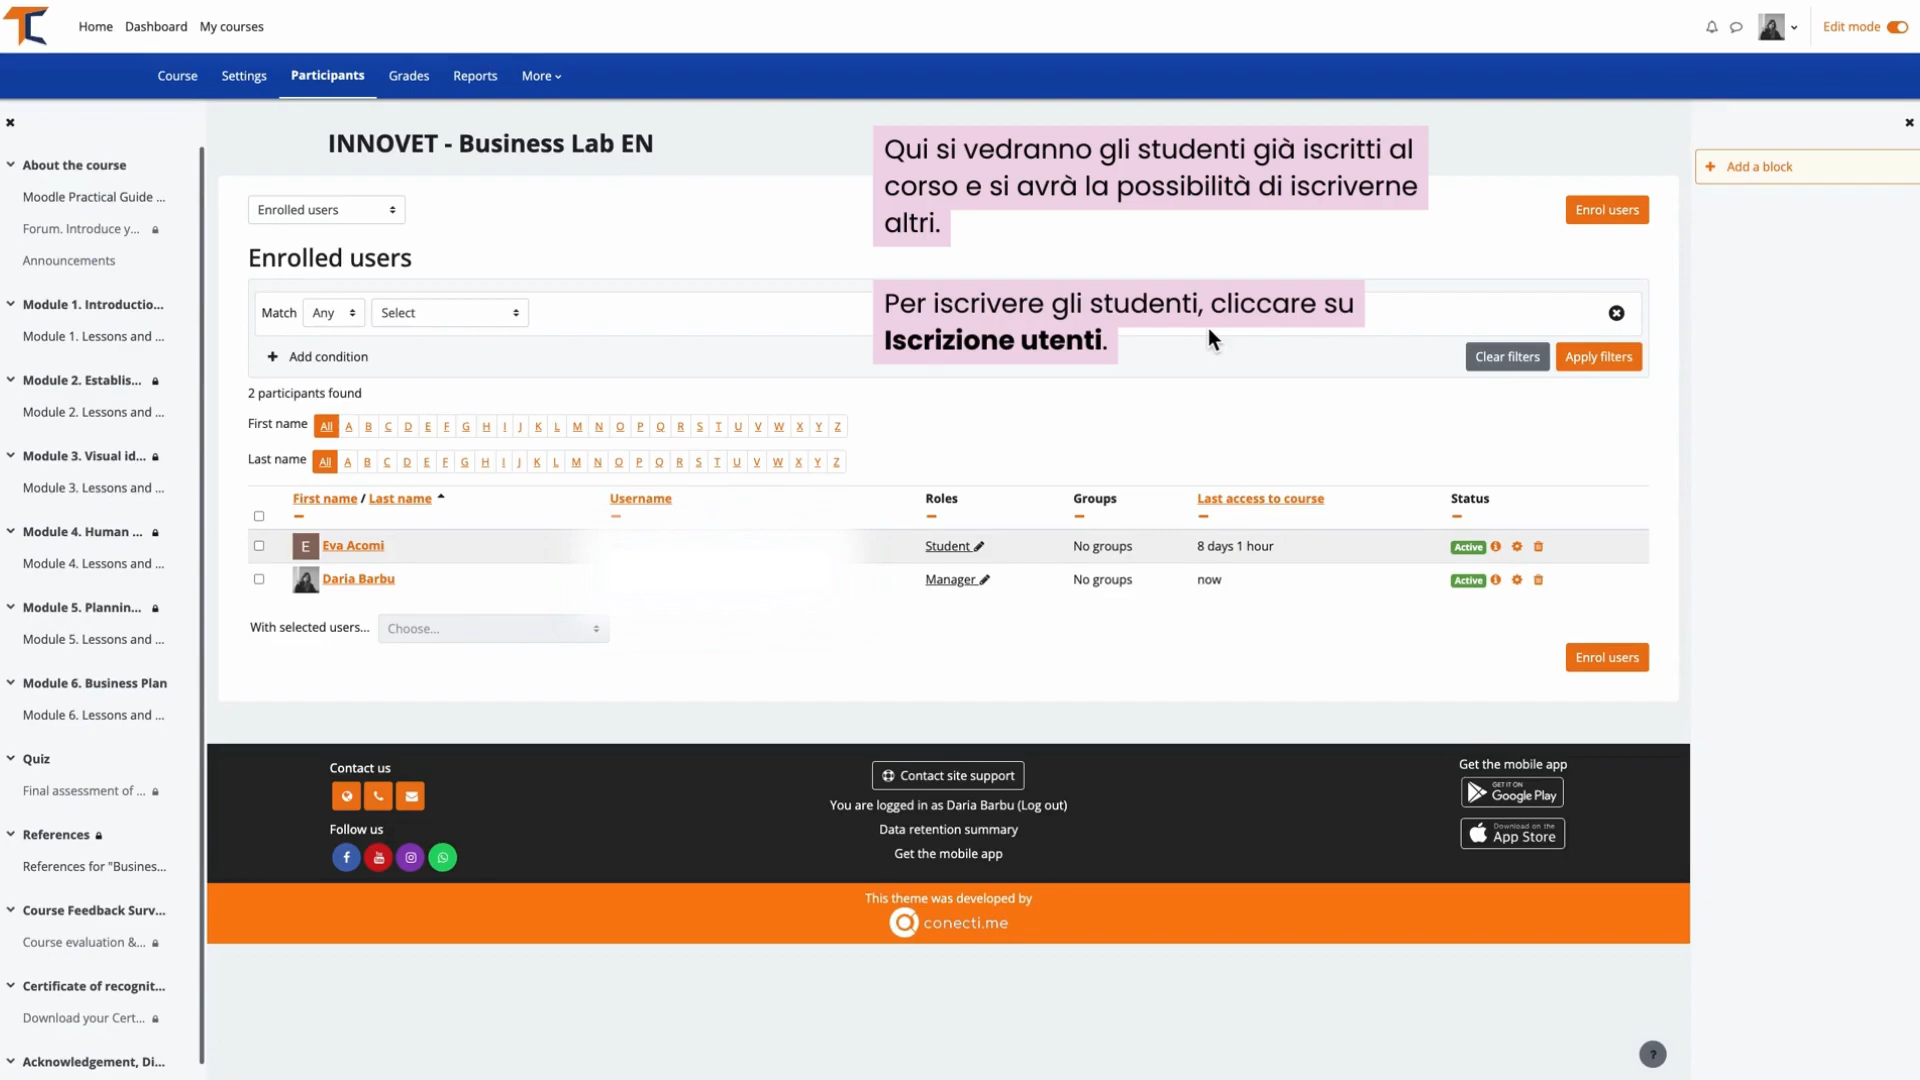 TC
Home Dashboard My courses
Edit mode
Course Settings Participants Grades Reports More
About the course
Moodle Practical Guide ...
Forum. Introduce y...
Announcements
Module 1. Introductio...
Module 1. Lessons and ...
Module 2. Establis...
Module 2. Lessons and ...
Module 3. Visual id...
Module 3. Lessons and ...
Module 4. Human ...
Module 4. Lessons and ...
Module 5. Plannin...
Module 5. Lessons and ...
Module 6. Business Plan
Module 6. Lessons and ...
Quiz
Final assessment of ...
References
References for "Busines...
Course Feedback Surv...
Course evaluation &...
Certificate of recognit...
Download your Cert...
Acknowledgement, Di...
INNOVET - Business Lab EN
Qui si vedranno gli studenti già iscritti al
corso e si avrà la possibilità di iscriverne
altri.
Enrolled users
Enrol users
Enrolled users
Match Any Select
Per iscrivere gli studenti, cliccare su
Iscrizione utenti.
Add condition
Clear filters Apply filters
2 participants found
First name All A B C D E F G H I J K L M N O P Q R S T U V W X Y Z
Last name All A B C D E F G H I J K L M N O P Q R S T U V W X Y Z
First name / Last name Username Roles Groups Last access to course Status
E Eva Acomi Student No groups 8 days 1 hour Active
Daria Barbu Manager No groups now Active
With selected users... Choose...
Enrol users
Add a block
Contact us
Follow us
Contact site support
You are logged in as Daria Barbu (Log out)
Data retention summary
Get the mobile app
Get the mobile app
GET IT ON
Google Play
Download on the
App Store
This theme was developed by
conecti.me
?